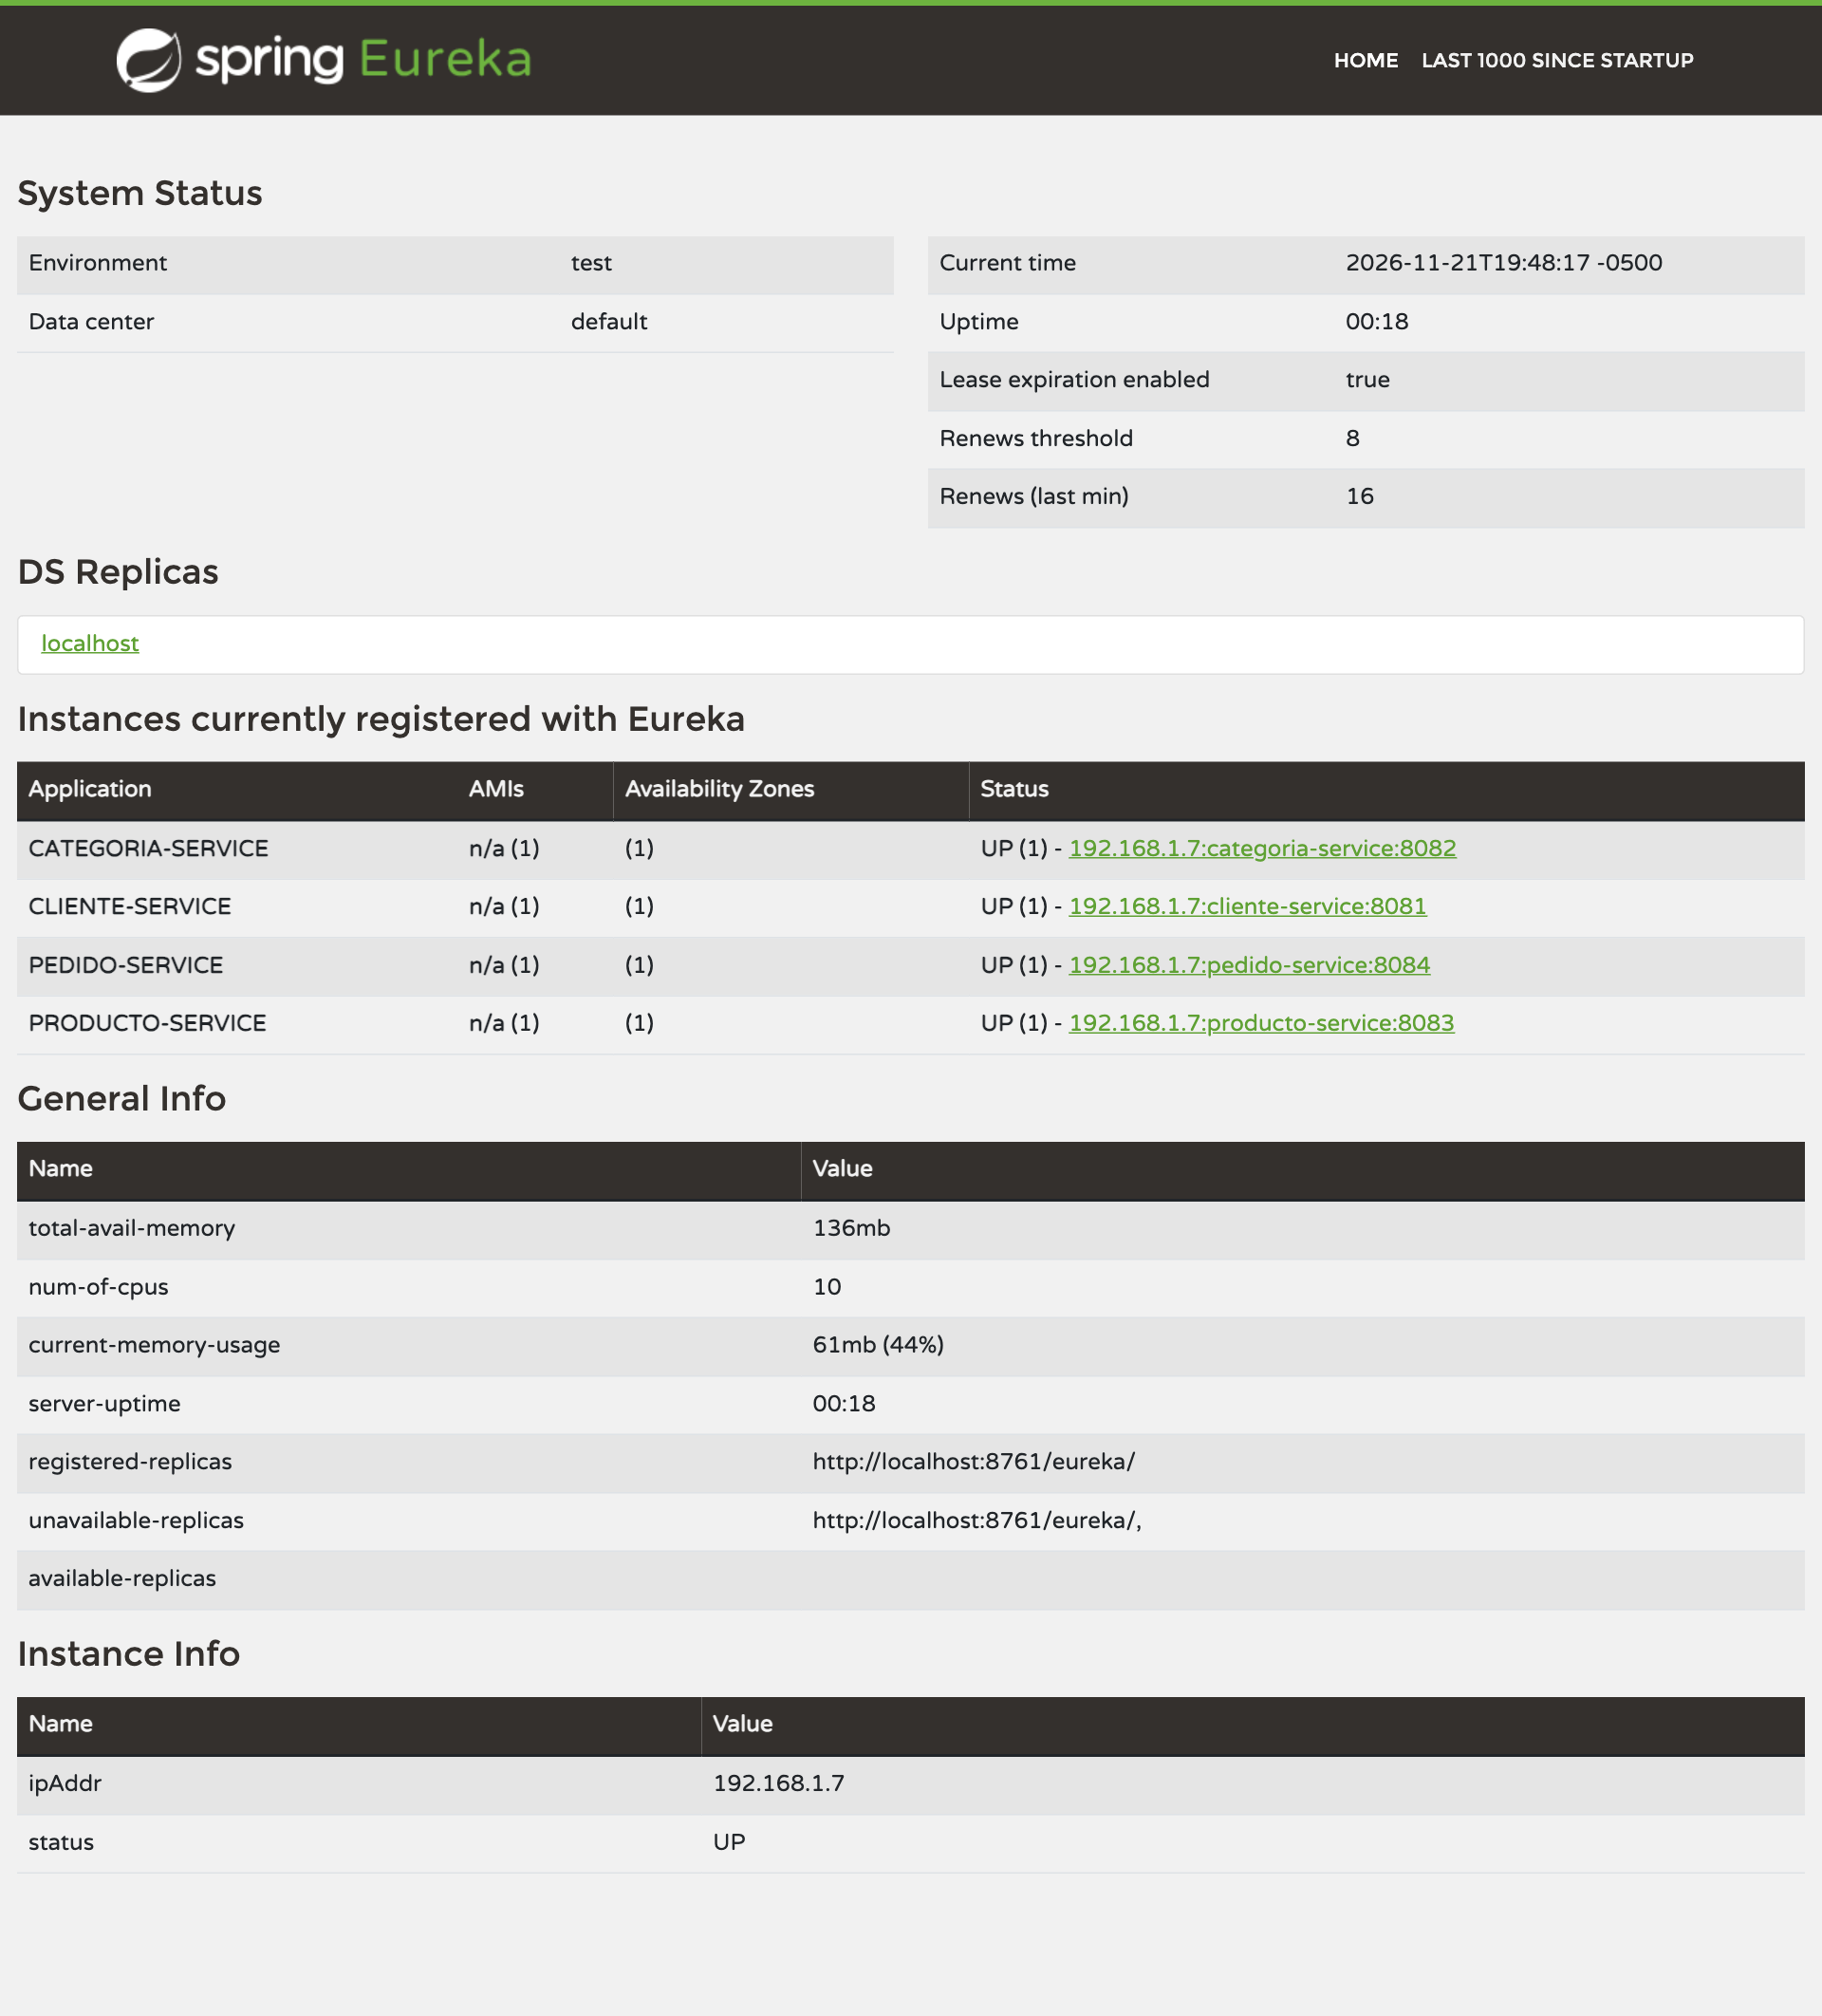 spring Eureka
HOME LAST 1000 SINCE STARTUP
System Status
Environment test
Data center default
Current time 2026-11-21T19:48:17 -0500
Uptime 00:18
Lease expiration enabled true
Renews threshold 8
Renews (last min) 16
DS Replicas
localhost
Instances currently registered with Eureka
Application AMIs Availability Zones Status
CATEGORIA-SERVICE n/a (1) (1) UP (1) - 192.168.1.7:categoria-service:8082
CLIENTE-SERVICE n/a (1) (1) UP (1) - 192.168.1.7:cliente-service:8081
PEDIDO-SERVICE n/a (1) (1) UP (1) - 192.168.1.7:pedido-service:8084
PRODUCTO-SERVICE n/a (1) (1) UP (1) - 192.168.1.7:producto-service:8083
General Info
Name Value
total-avail-memory 136mb
num-of-cpus 10
current-memory-usage 61mb (44%)
server-uptime 00:18
registered-replicas http://localhost:8761/eureka/
unavailable-replicas http://localhost:8761/eureka/,
available-replicas
Instance Info
Name Value
ipAddr 192.168.1.7
status UP